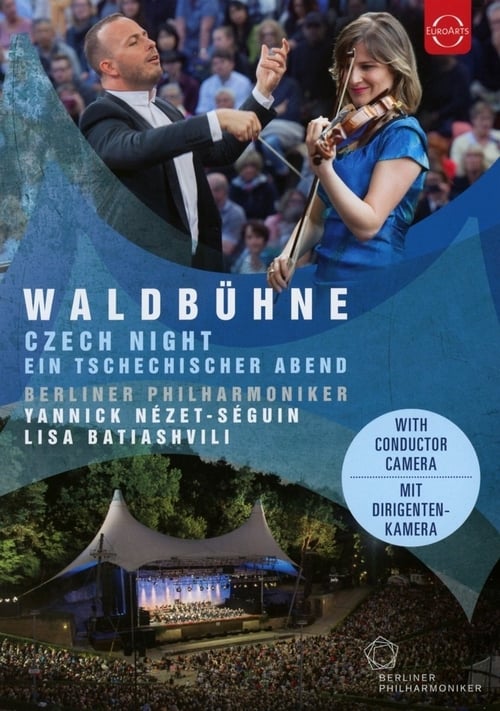 EUROARTS
WALDBÜHNE
CZECH NIGHT
EIN TSCHECHISCHER ABEND
BERLINER PHILHARMONIKER
YANNICK NÉZET-SÉGUIN
LISA BATIASHVILI
WITH
CONDUCTOR
CAMERA
MIT
DIRIGENTEN-
KAMERA
BERLINER
PHILHARMONIKER